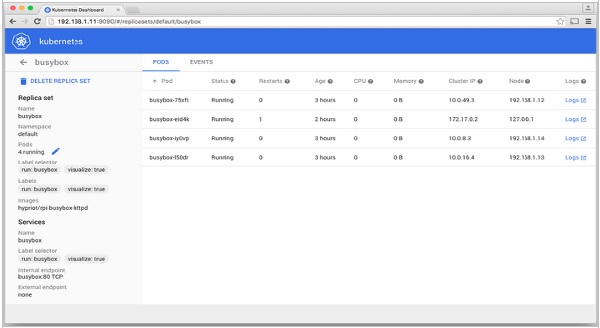 Kubernetes Dashboard
192.158.1.11:9090/#/replicasets/default/busybox
kubernetes
busybox
PODS EVENTS
DELETE REPLICA SET
Replica set
Name
busybox
Namespace
default
Pods
4 running
Label selector
run: busybox visualize: true
Labels
run: busybox visualize: true
Images
hypriot/rpi-busybox-httpd
Services
Name
busybox
Label selector
run: busybox visualize: true
Internal endpoint
busybox:80 TCP
External endpoint
none
Pod Status Restarts Age CPU Memory Cluster IP Node Logs
busybox-75xft Running 0 3 hours 0 0 B 10.0.49.3 192.158.1.12 Logs
busybox-eid4k Running 1 2 hours 0 0 B 172.17.0.2 127.00.1 Logs
busybox-iy0vp Running 0 3 hours 0 0 B 10.0.8.3 192.158.1.14 Logs
busybox-l50dr Running 0 3 hours 0 0 B 10.0.16.4 192.158.1.13 Logs